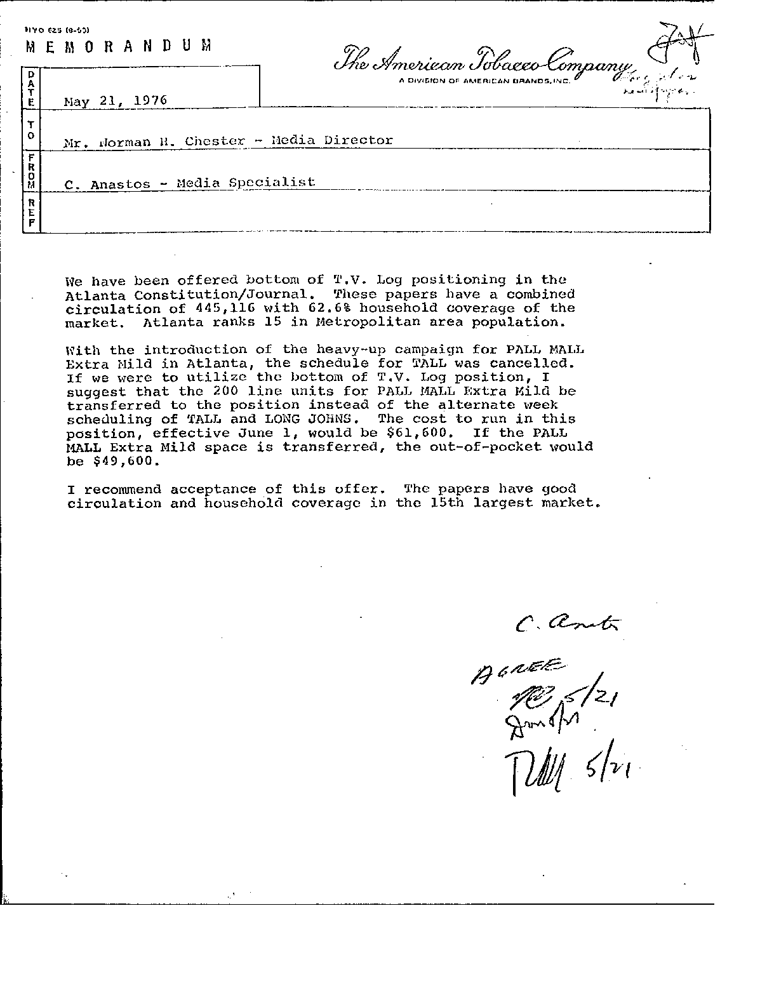 MEMORANDUM
The American Tobacco Company
A DIVISION OF AMERICAN BRANDS, INC.
DATE
May 21, 1976
TO
Mr. Norman H. Chester - Media Director
FROM
C. Anastos - Media Specialist
REF
We have been offered bottom of T.V. Log positioning in the
Atlanta Constitution/Journal. These papers have a combined
circulation of 445,116 with 62.6% household coverage of the
market. Atlanta ranks 15 in Metropolitan area population.
With the introduction of the heavy-up campaign for PALL MALL
Extra Mild in Atlanta, the schedule for TALL was cancelled.
If we were to utilize the bottom of T.V. Log position, I
suggest that the 200 line units for PALL MALL Extra Mild be
transferred to the position instead of the alternate week
scheduling of TALL and LONG JOHNS. The cost to run in this
position, effective June 1, would be $61,600. If the PALL
MALL Extra Mild space is transferred, the out-of-pocket would
be $49,600.
I recommend acceptance of this offer. The papers have good
circulation and household coverage in the 15th largest market.
AGREE
5/21
5/21